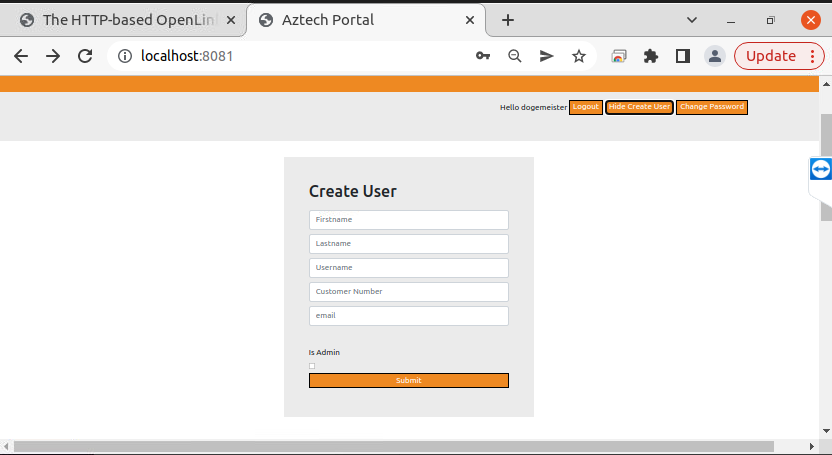 The HTTP-based OpenLin
Aztech Portal
localhost:8081
Update
Hello dogemeister Logout Hide Create User Change Password
Create User
Firstname
Lastname
Username
Customer Number
email
Is Admin
Submit